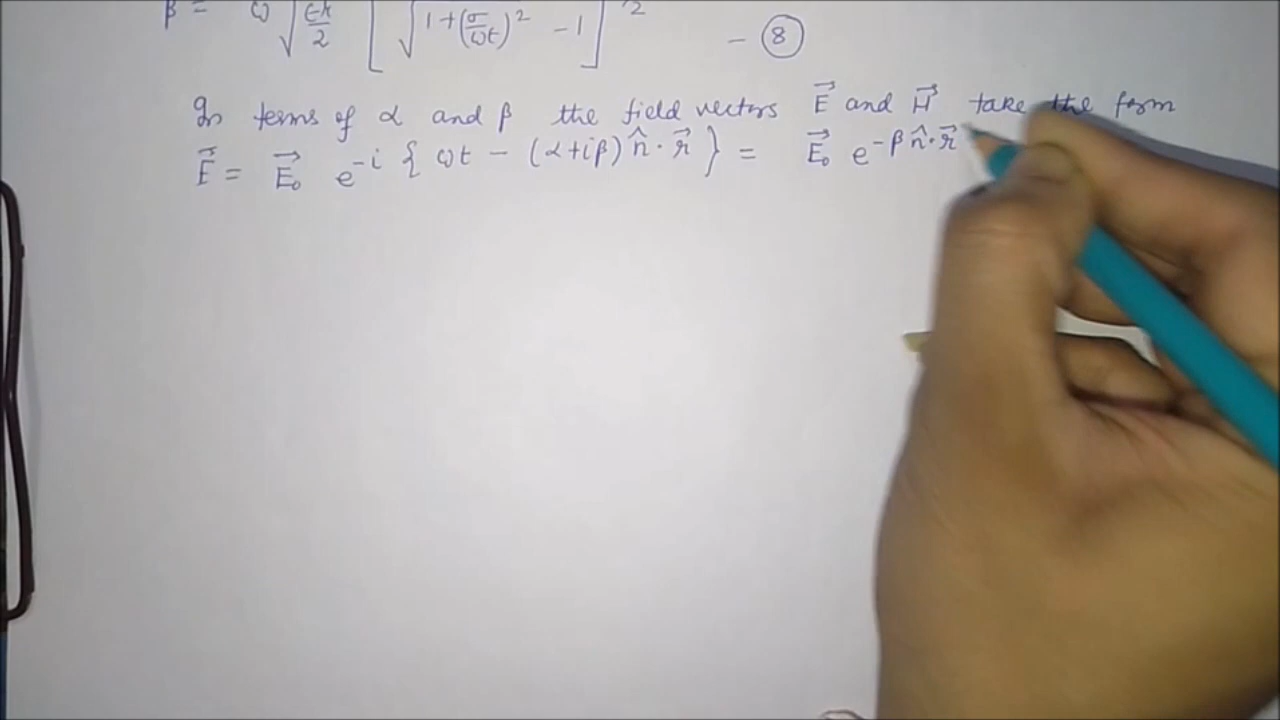 β = ω √(εμ/2) [ √(1+(σ/ωε)² - 1 ]^1/2 - ⑧
In terms of α and β the field vectors E⃗ and H⃗ take the form
E⃗ = E⃗₀ e^-i { ωt - (α+iβ) n̂·r⃗ } = E⃗₀ e^-β n̂·r⃗